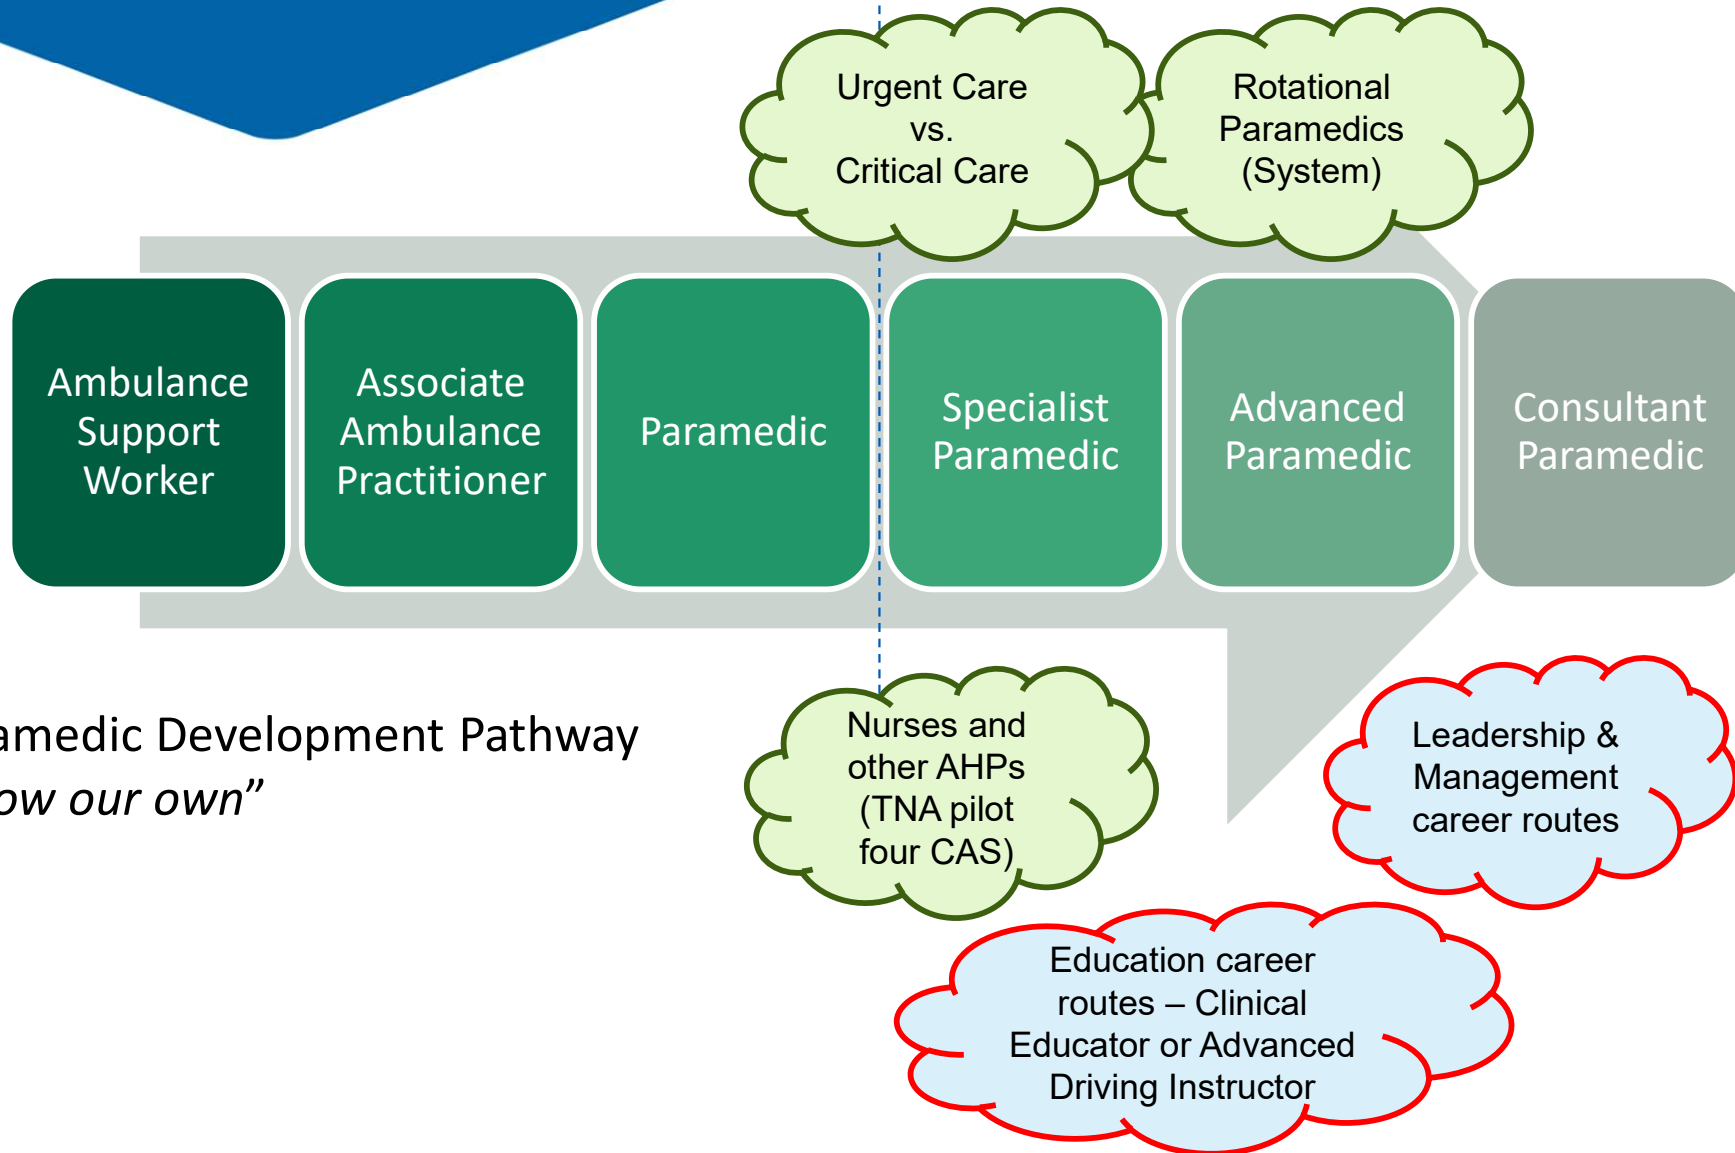 Urgent Care
vs.
Critical Care
Rotational
Paramedics
(System)
Ambulance
Support
Worker
Associate
Ambulance
Practitioner
Paramedic
Specialist
Paramedic
Advanced
Paramedic
Consultant
Paramedic
amedic Development Pathway
ow our own”
Nurses and
other AHPs
(TNA pilot
four CAS)
Leadership &
Management
career routes
Education career
routes – Clinical
Educator or Advanced
Driving Instructor